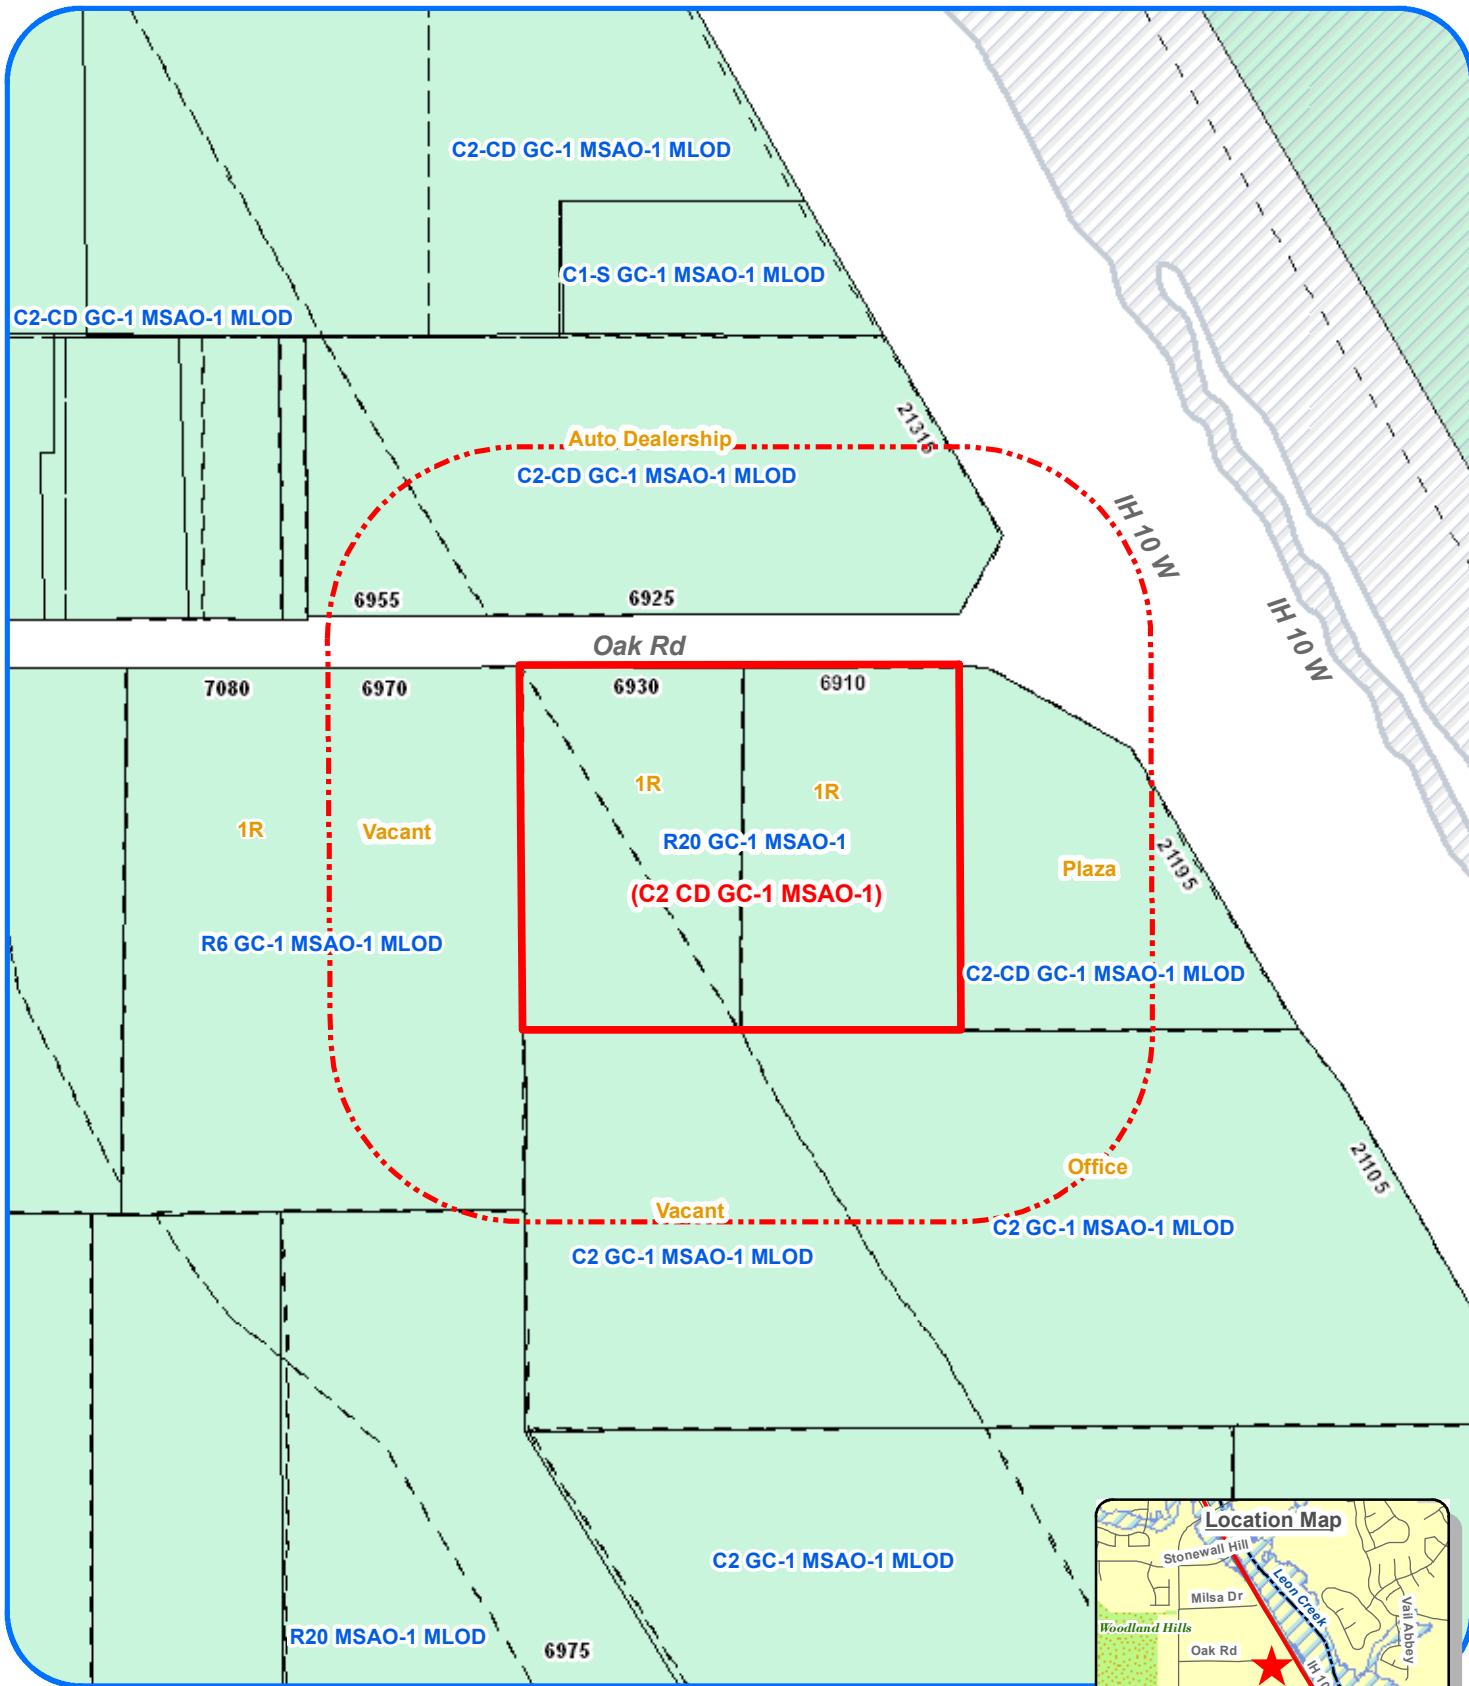 C2-CD GC-1 MSAO-1 MLOD
C1-S GC-1 MSAO-1 MLOD
C2-CD GC-1 MSAO-1 MLOD
21315
Auto Dealership
C2-CD GC-1 MSAO-1 MLOD
IH 10 W
IH 10 W
6955
6925
Oak Rd
7080
6970
6930
6910
1R
1R
1R
Vacant
R20 GC-1 MSAO-1
(C2 CD GC-1 MSAO-1)
Plaza
21195
R6 GC-1 MSAO-1 MLOD
C2-CD GC-1 MSAO-1 MLOD
Office
21105
Vacant
C2 GC-1 MSAO-1 MLOD
C2 GC-1 MSAO-1 MLOD
C2 GC-1 MSAO-1 MLOD
R20 MSAO-1 MLOD
6975
Location Map
Stonewall Hill
Leon Creek
Milsa Dr
Vail Abbey
Woodland Hills
Oak Rd
IH 10